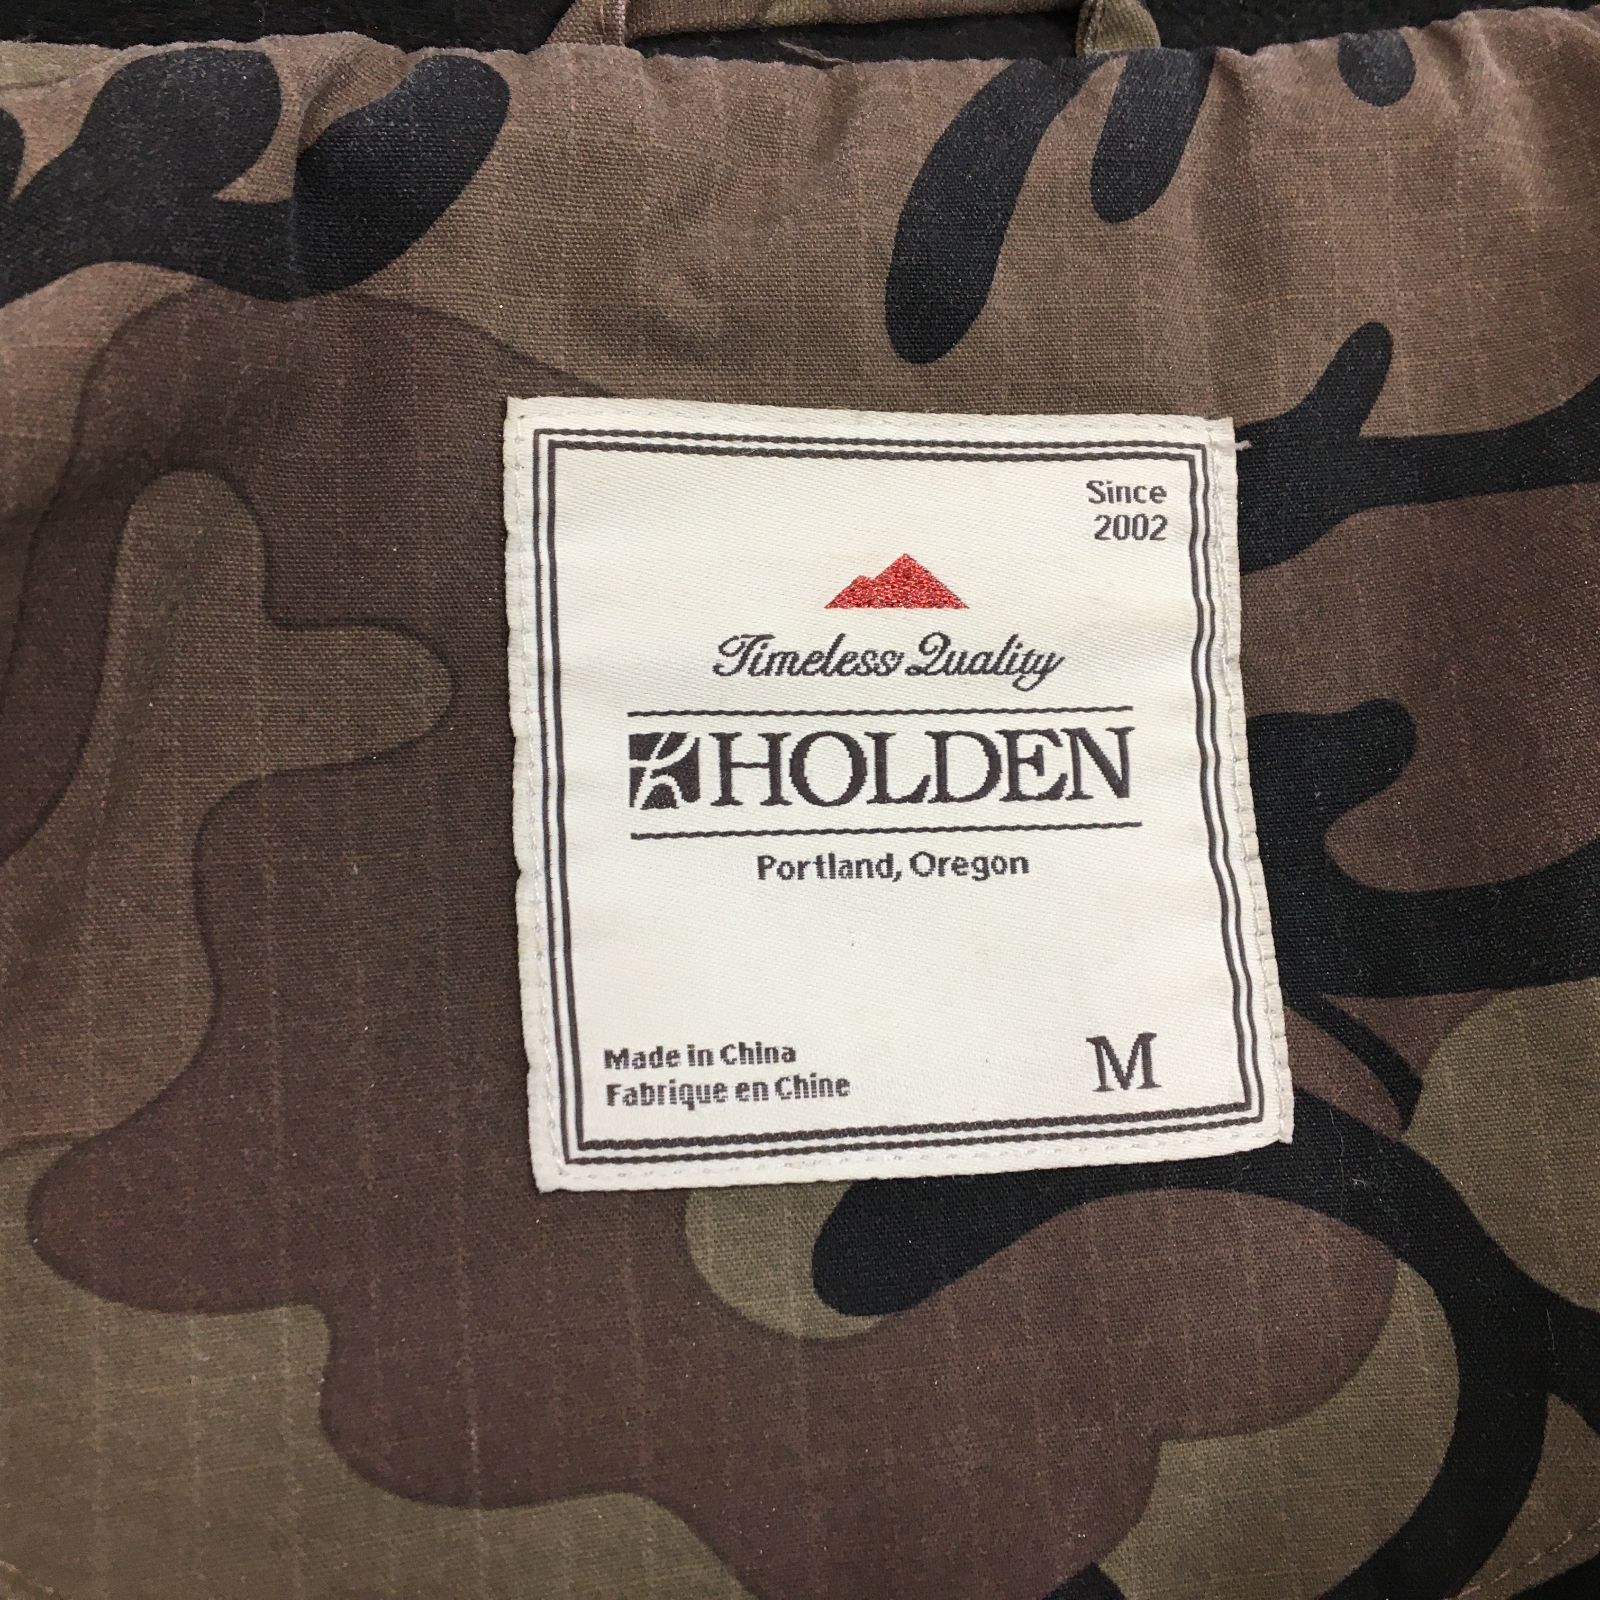 Since
2002
Timeless Quality
HOLDEN
Portland, Oregon
Made in China
Fabrique en Chine
M